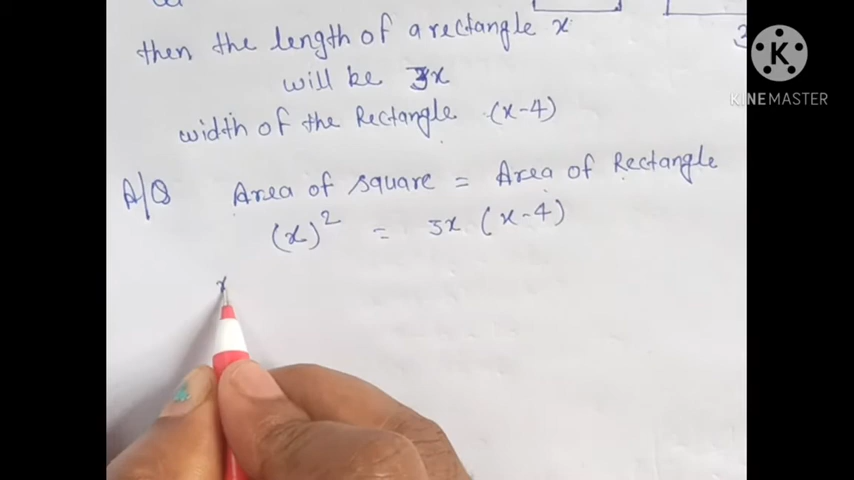 then the length of a rectangle x
will be 3x
3
width of the Rectangle (x-4)
A/Q Area of square = Area of Rectangle
(x)² = 3x (x-4)
x
K
KINEMASTER